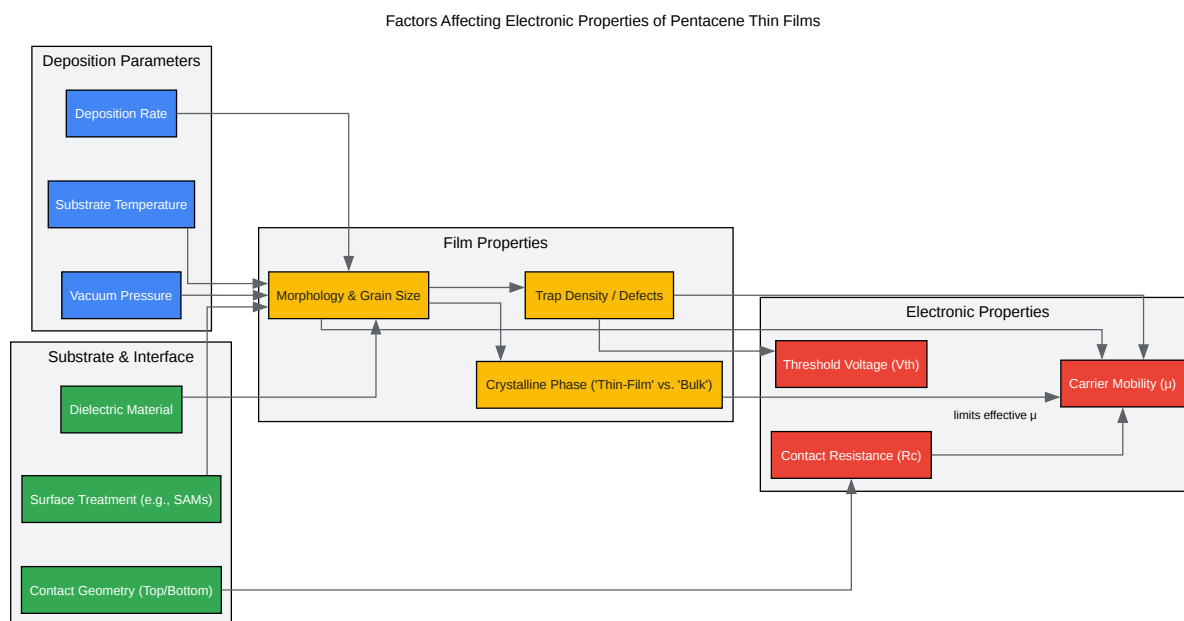 Factors Affecting Electronic Properties of Pentacene Thin Films
Deposition Parameters
Deposition Rate
Substrate Temperature
Vacuum Pressure
Substrate & Interface
Dielectric Material
Surface Treatment (e.g., SAMs)
Contact Geometry (Top/Bottom)
Film Properties
Morphology & Grain Size
Trap Density / Defects
Crystalline Phase ('Thin-Film' vs. 'Bulk')
Electronic Properties
Threshold Voltage (Vth)
Carrier Mobility (μ)
limits effective μ
Contact Resistance (Rc)